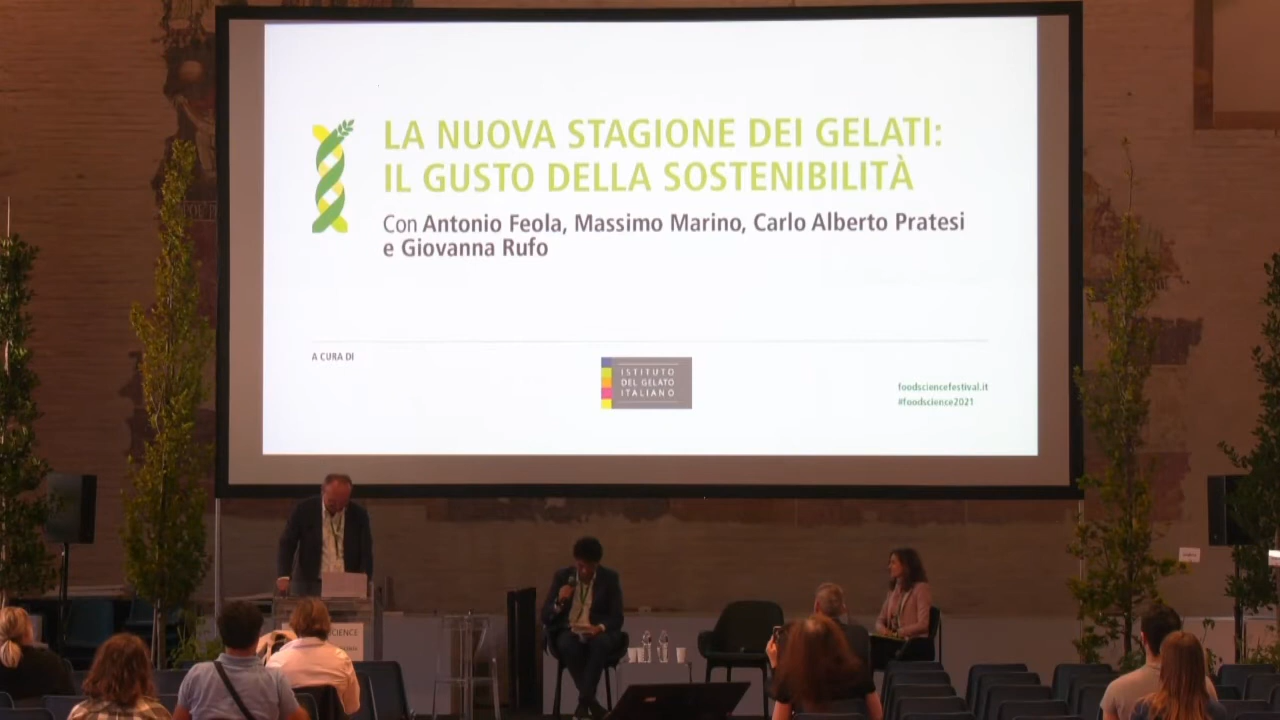 LA NUOVA STAGIONE DEI GELATI:
IL GUSTO DELLA SOSTENIBILITÀ
Con Antonio Feola, Massimo Marino, Carlo Alberto Pratesi
e Giovanna Rufo
A CURA DI
ISTITUTO
DEL GELATO
ITALIANO
foodsciencefestival.it
#foodscience2021
SCIENCE